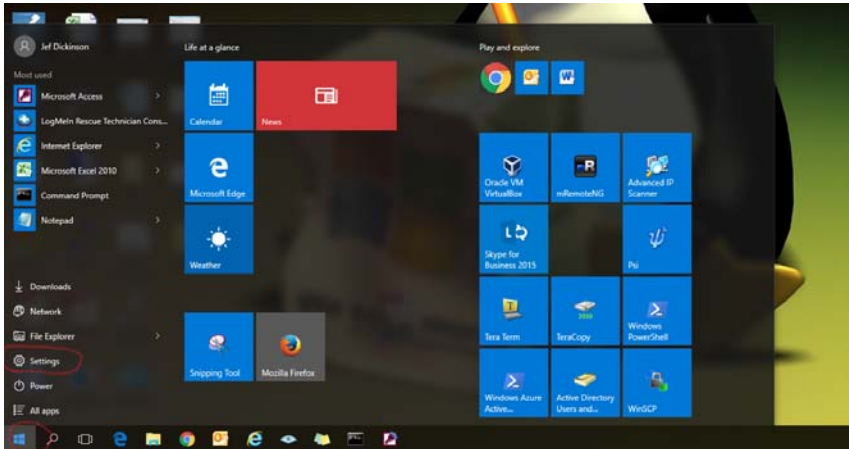 Jef Dickinson
Most used
Microsoft Access
LogMeIn Rescue Technician Cons...
Internet Explorer
Microsoft Excel 2010
Command Prompt
Notepad
Downloads
Network
File Explorer
Settings
Power
All apps
Life at a glance
Calendar
News
Microsoft Edge
Weather
Snipping Tool
Mozilla Firefox
Play and explore
Oracle VM
VirtualBox
mRemoteNG
Advanced IP
Scanner
Skype for
Business 2015
Psi
Tera Term
TeraCopy
Windows
PowerShell
Windows Azure
Active...
Active Directory
Users and...
WinSCP